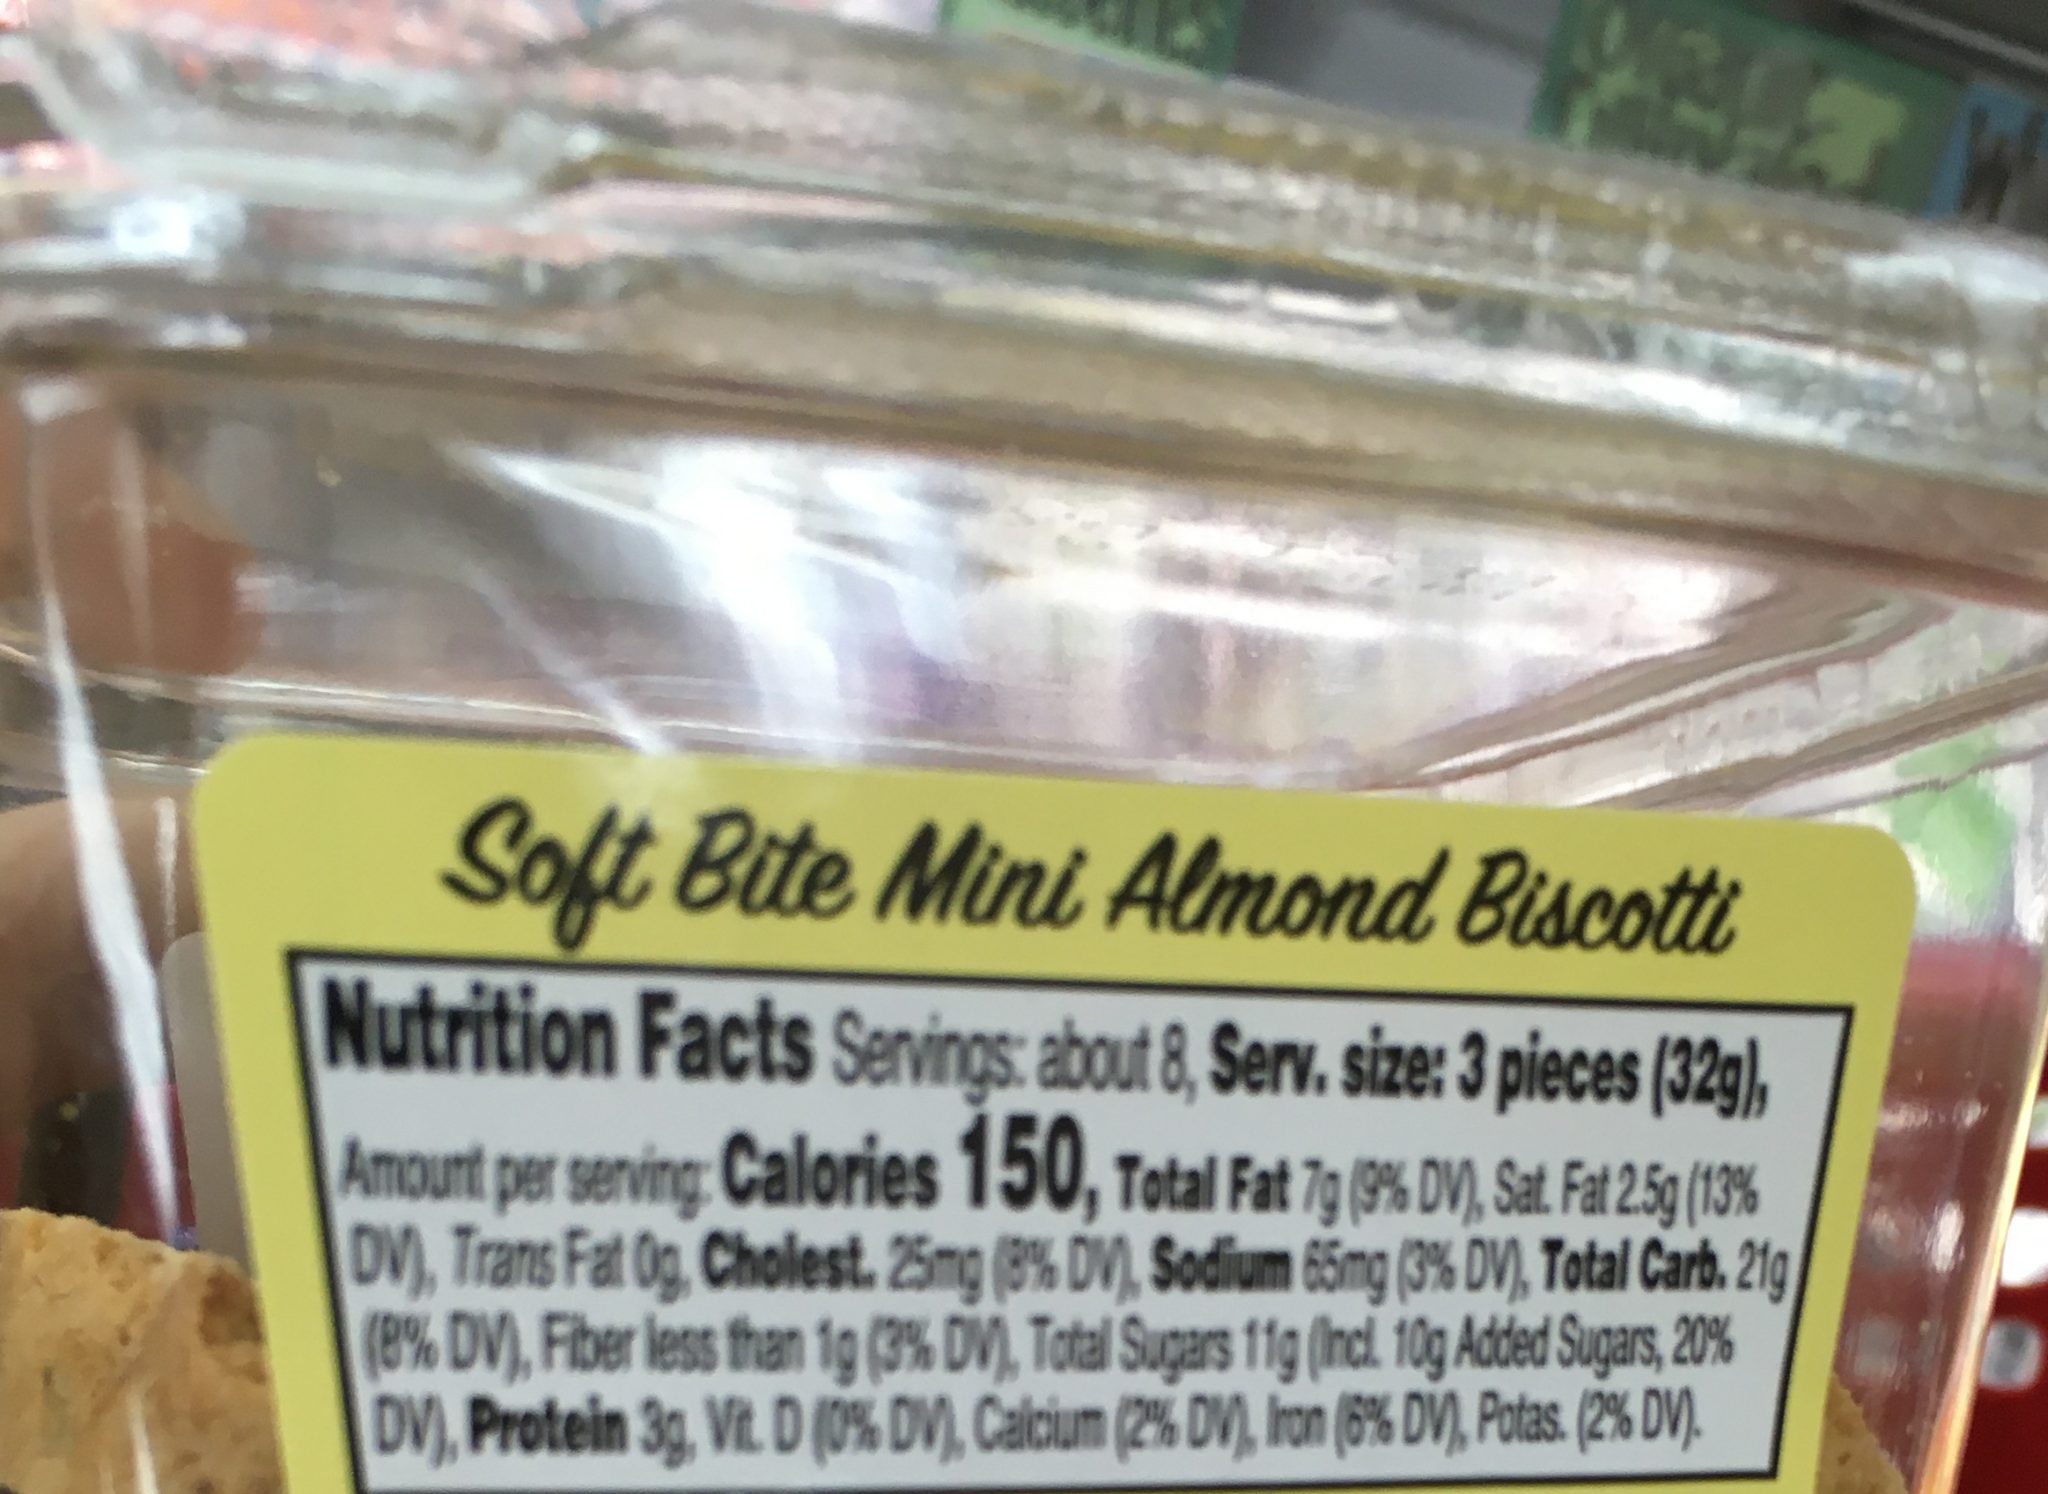 Soft Bite Mini Almond Biscotti
Nutrition Facts Servings: about 8, Serv. size: 3 pieces (32g),
Amount per serving: Calories 150, Total Fat 7g (9% DV), Sat. Fat 2.5g (13%
DV), Trans Fat 0g, Cholest. 25mg (8% DV), Sodium 65mg (3% DV), Total Carb. 21g
(8% DV), Fiber less than 1g (3% DV), Total Sugars 11g (Incl. 10g Added Sugars, 20%
DV), Protein 3g, Vit. D (0% DV), Calcium (2% DV), Iron (6% DV), Potas. (2% DV).